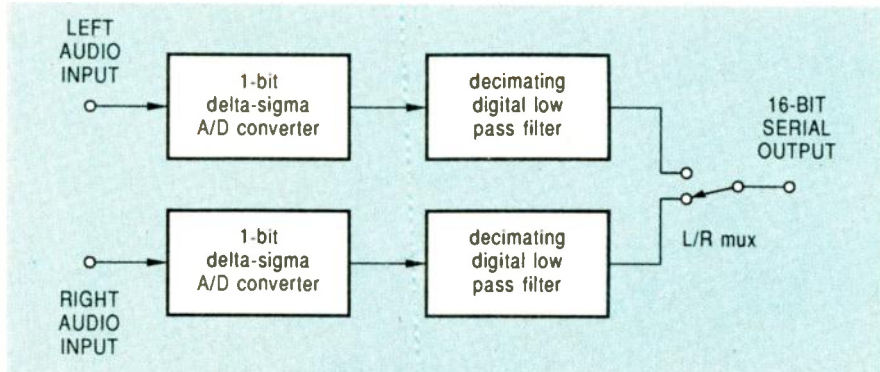 LEFT
AUDIO
INPUT
1-bit
delta-sigma
A/D converter
decimating
digital low
pass filter
16-BIT
SERIAL
OUTPUT
L/R mux
RIGHT
AUDIO
INPUT
1-bit
delta-sigma
A/D converter
decimating
digital low
pass filter